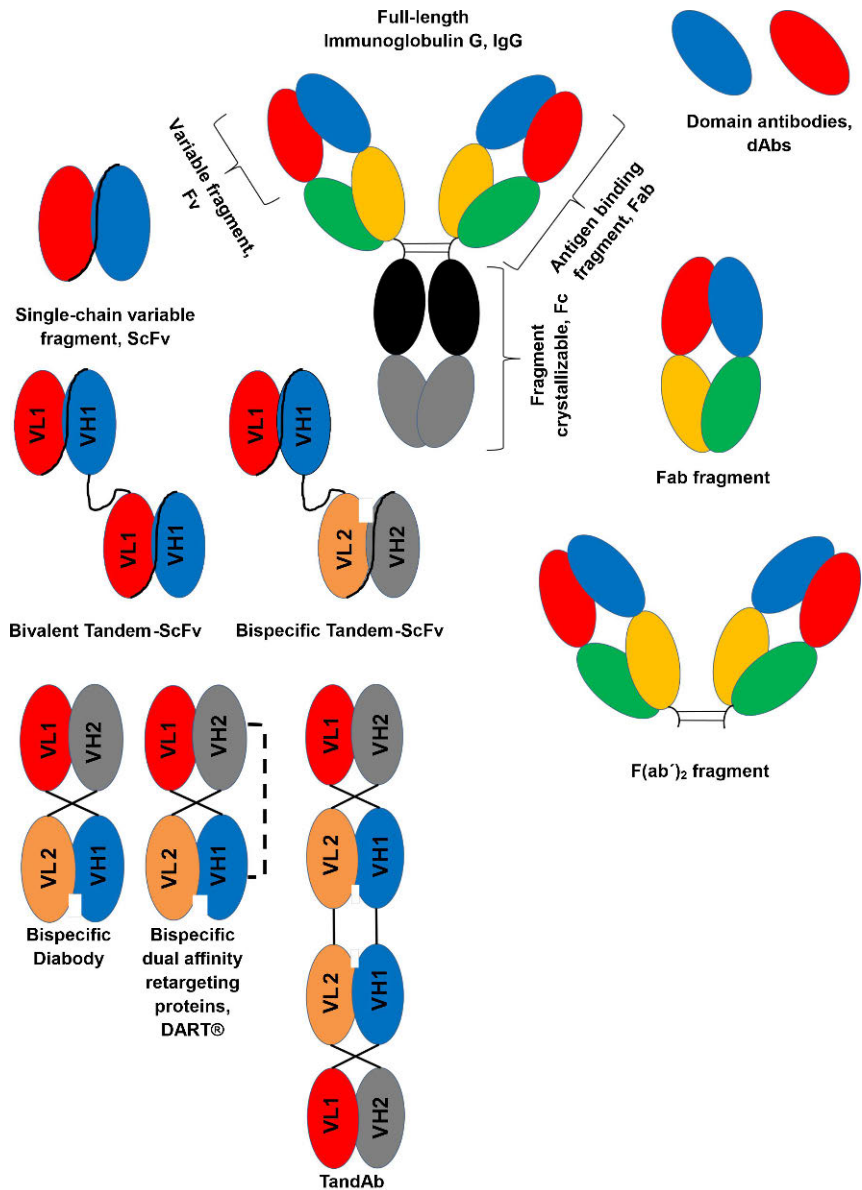 Full-length
Immunoglobulin G, IgG
Domain antibodies,
dAbs
Variable fragment,
Fv
Antigen binding
fragment, Fab
Fragment
crystallizable, Fc
Single-chain variable
fragment, ScFv
Fab fragment
VL1
VH1
VL1
VH1
Bivalent Tandem-ScFv
VL1
VH1
VL2
VH2
Bispecific Tandem-ScFv
F(ab´)₂ fragment
VL1
VH2
VL2
VH1
Bispecific
Diabody
VL1
VH2
VL2
VH1
Bispecific
dual affinity
retargeting
proteins,
DART®
VL1
VH2
VL2
VH1
VL2
VH1
VL1
VH2
TandAb